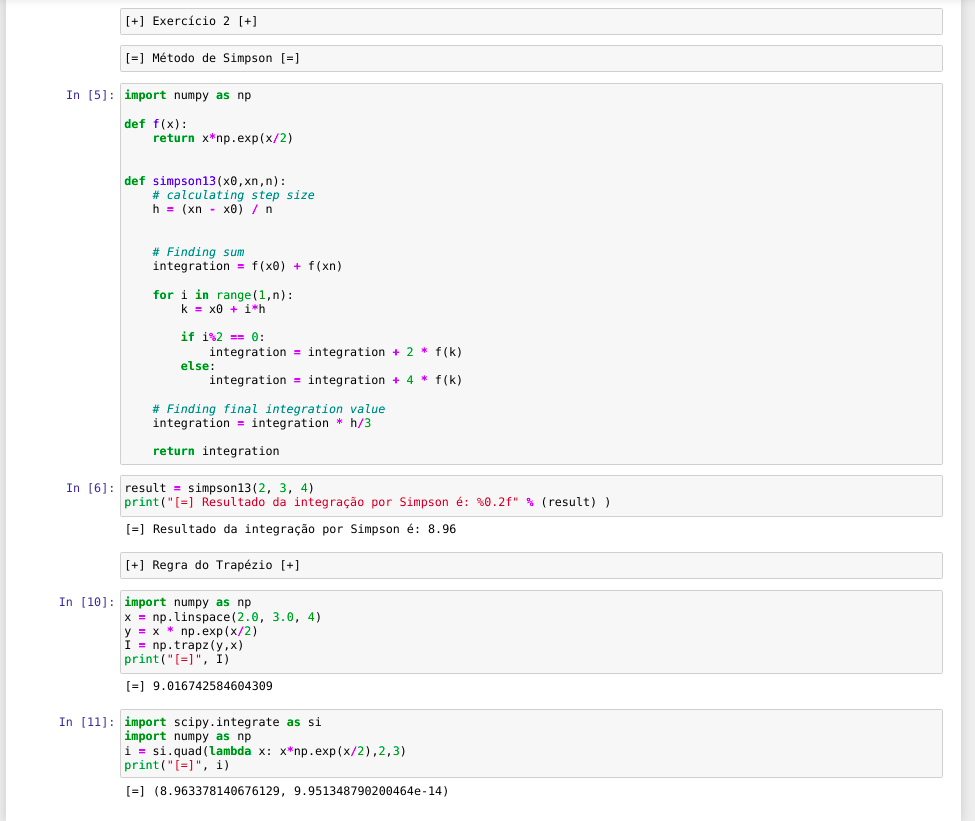 [+] Exercício 2 [+]
[=] Método de Simpson [=]
In [5]: import numpy as np
def f(x):
    return x*np.exp(x/2)
def simpson13(x0,xn,n):
    # calculating step size
    h = (xn - x0) / n
    # Finding sum
    integration = f(x0) + f(xn)
    for i in range(1,n):
        k = x0 + i*h
        if i%2 == 0:
            integration = integration + 2 * f(k)
        else:
            integration = integration + 4 * f(k)
    # Finding final integration value
    integration = integration * h/3
    return integration
In [6]: result = simpson13(2, 3, 4)
print("[=] Resultado da integração por Simpson é: %0.2f" % (result) )
[=] Resultado da integração por Simpson é: 8.96
[+] Regra do Trapézio [+]
In [10]: import numpy as np
x = np.linspace(2.0, 3.0, 4)
y = x * np.exp(x/2)
I = np.trapz(y,x)
print("[=]", I)
[=] 9.016742584604309
In [11]: import scipy.integrate as si
import numpy as np
i = si.quad(lambda x: x*np.exp(x/2),2,3)
print("[=]", i)
[=] (8.963378140676129, 9.951348790200464e-14)